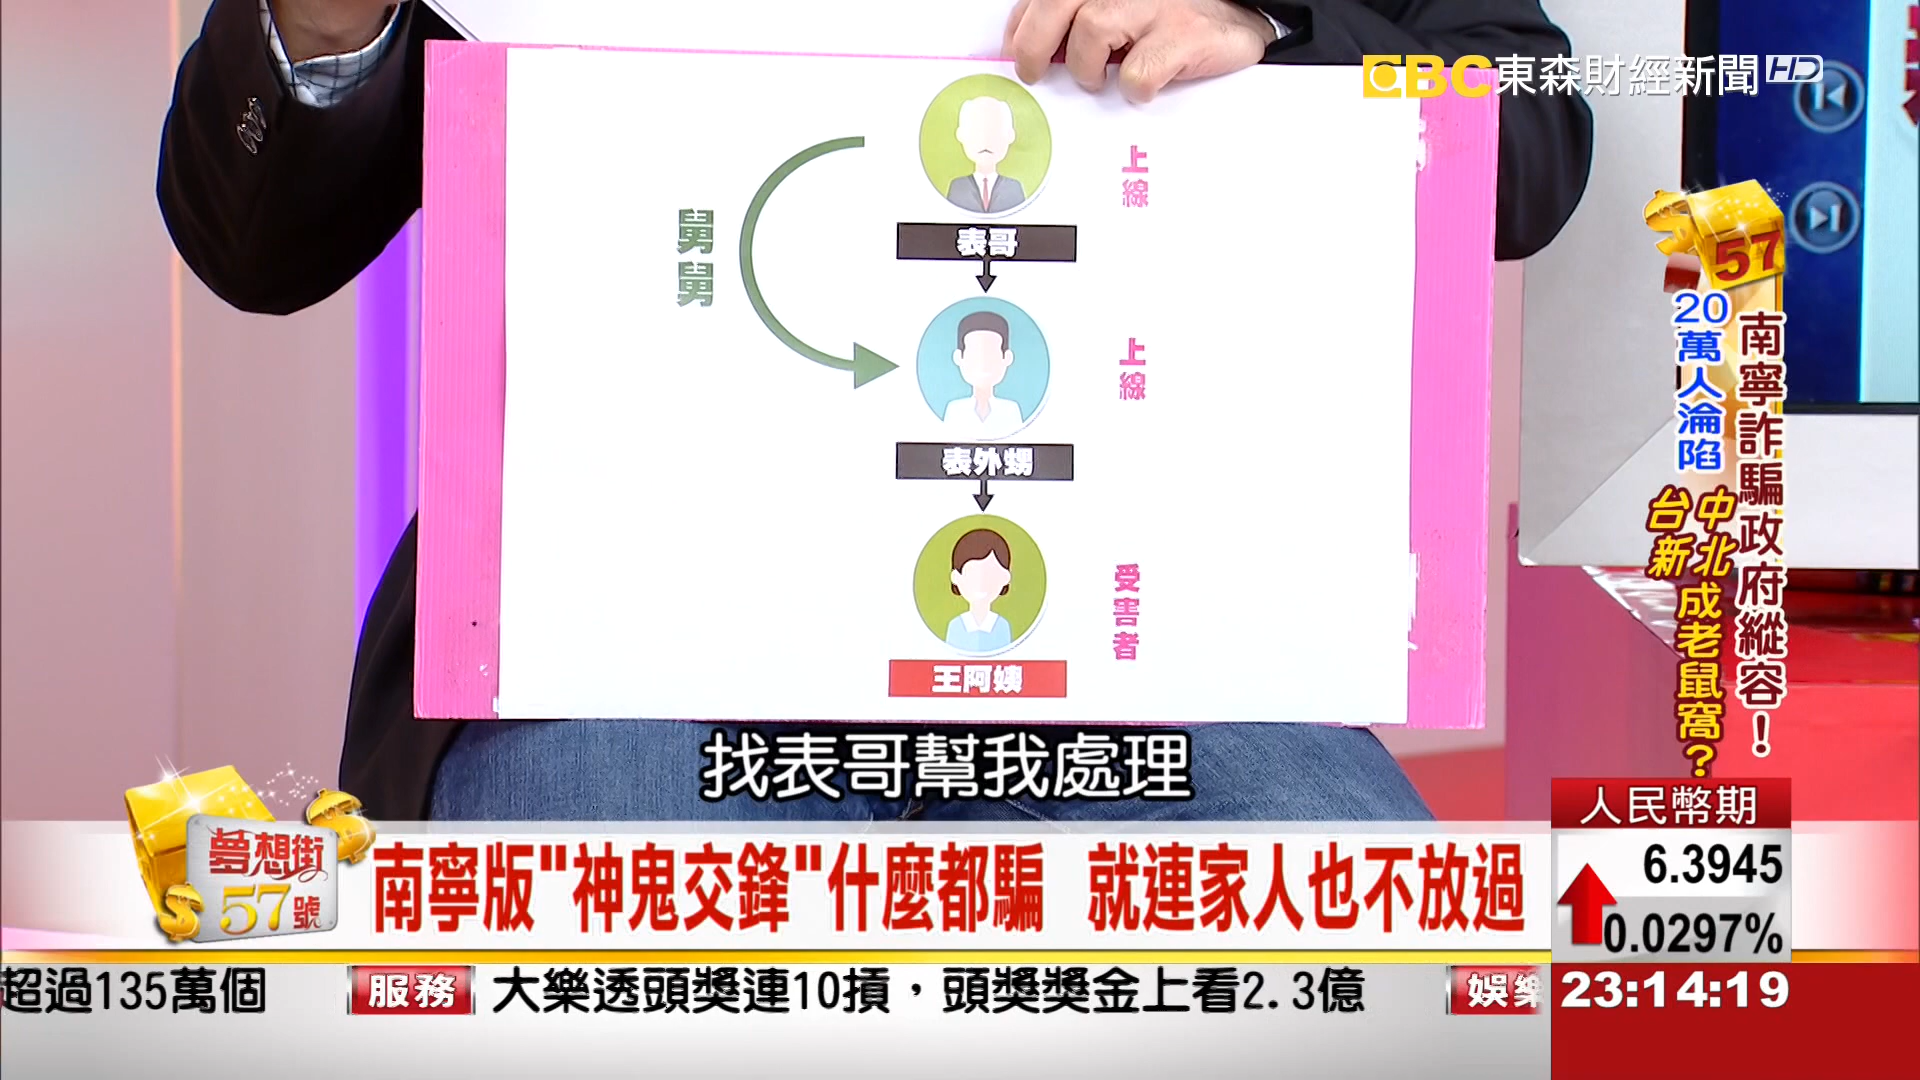 EBC東森財經新聞HD
上線
舅舅
表哥
上線
表外甥
受害者
王阿姨
57
南寧詐騙政府縱容！
20萬人淪陷
中北成老鼠窩？
台新
找表哥幫我處理
夢想街
57號
南寧版"神鬼交鋒"什麼都騙 就連家人也不放過
人民幣期
6.3945
0.0297%
超過135萬個 服務 大樂透頭獎連10摃，頭獎獎金上看2.3億 娛樂
23:14:19